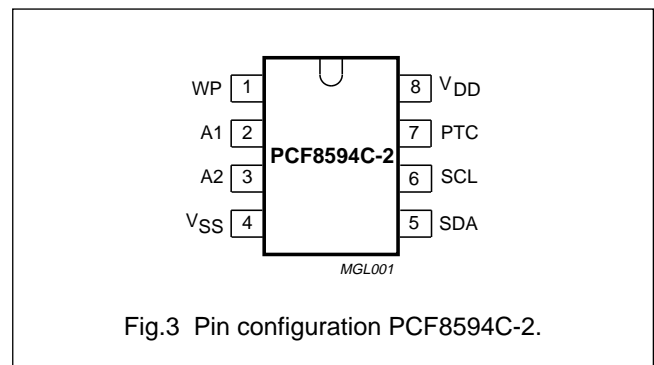 WP 1 8 VDD
A1 2 7 PTC
PCF8594C-2
A2 3 6 SCL
VSS 4 5 SDA
MGL001
Fig.3 Pin configuration PCF8594C-2.